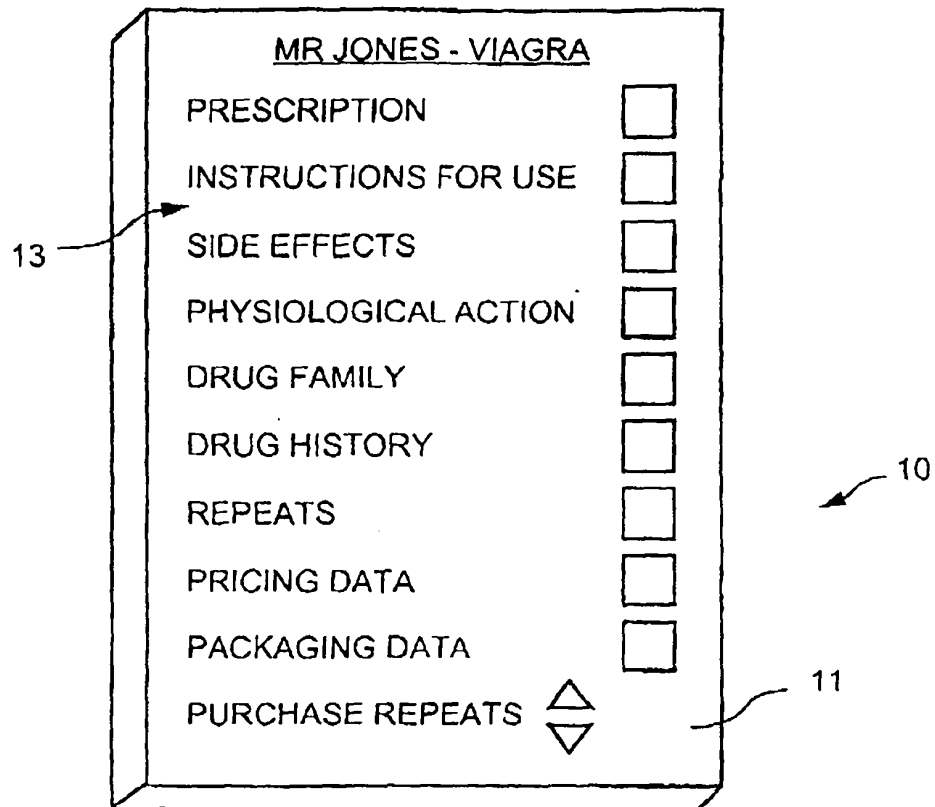 MR JONES - VIAGRA
PRESCRIPTION
INSTRUCTIONS FOR USE
13
SIDE EFFECTS
PHYSIOLOGICAL ACTION
DRUG FAMILY
DRUG HISTORY
10
REPEATS
PRICING DATA
PACKAGING DATA
11
PURCHASE REPEATS